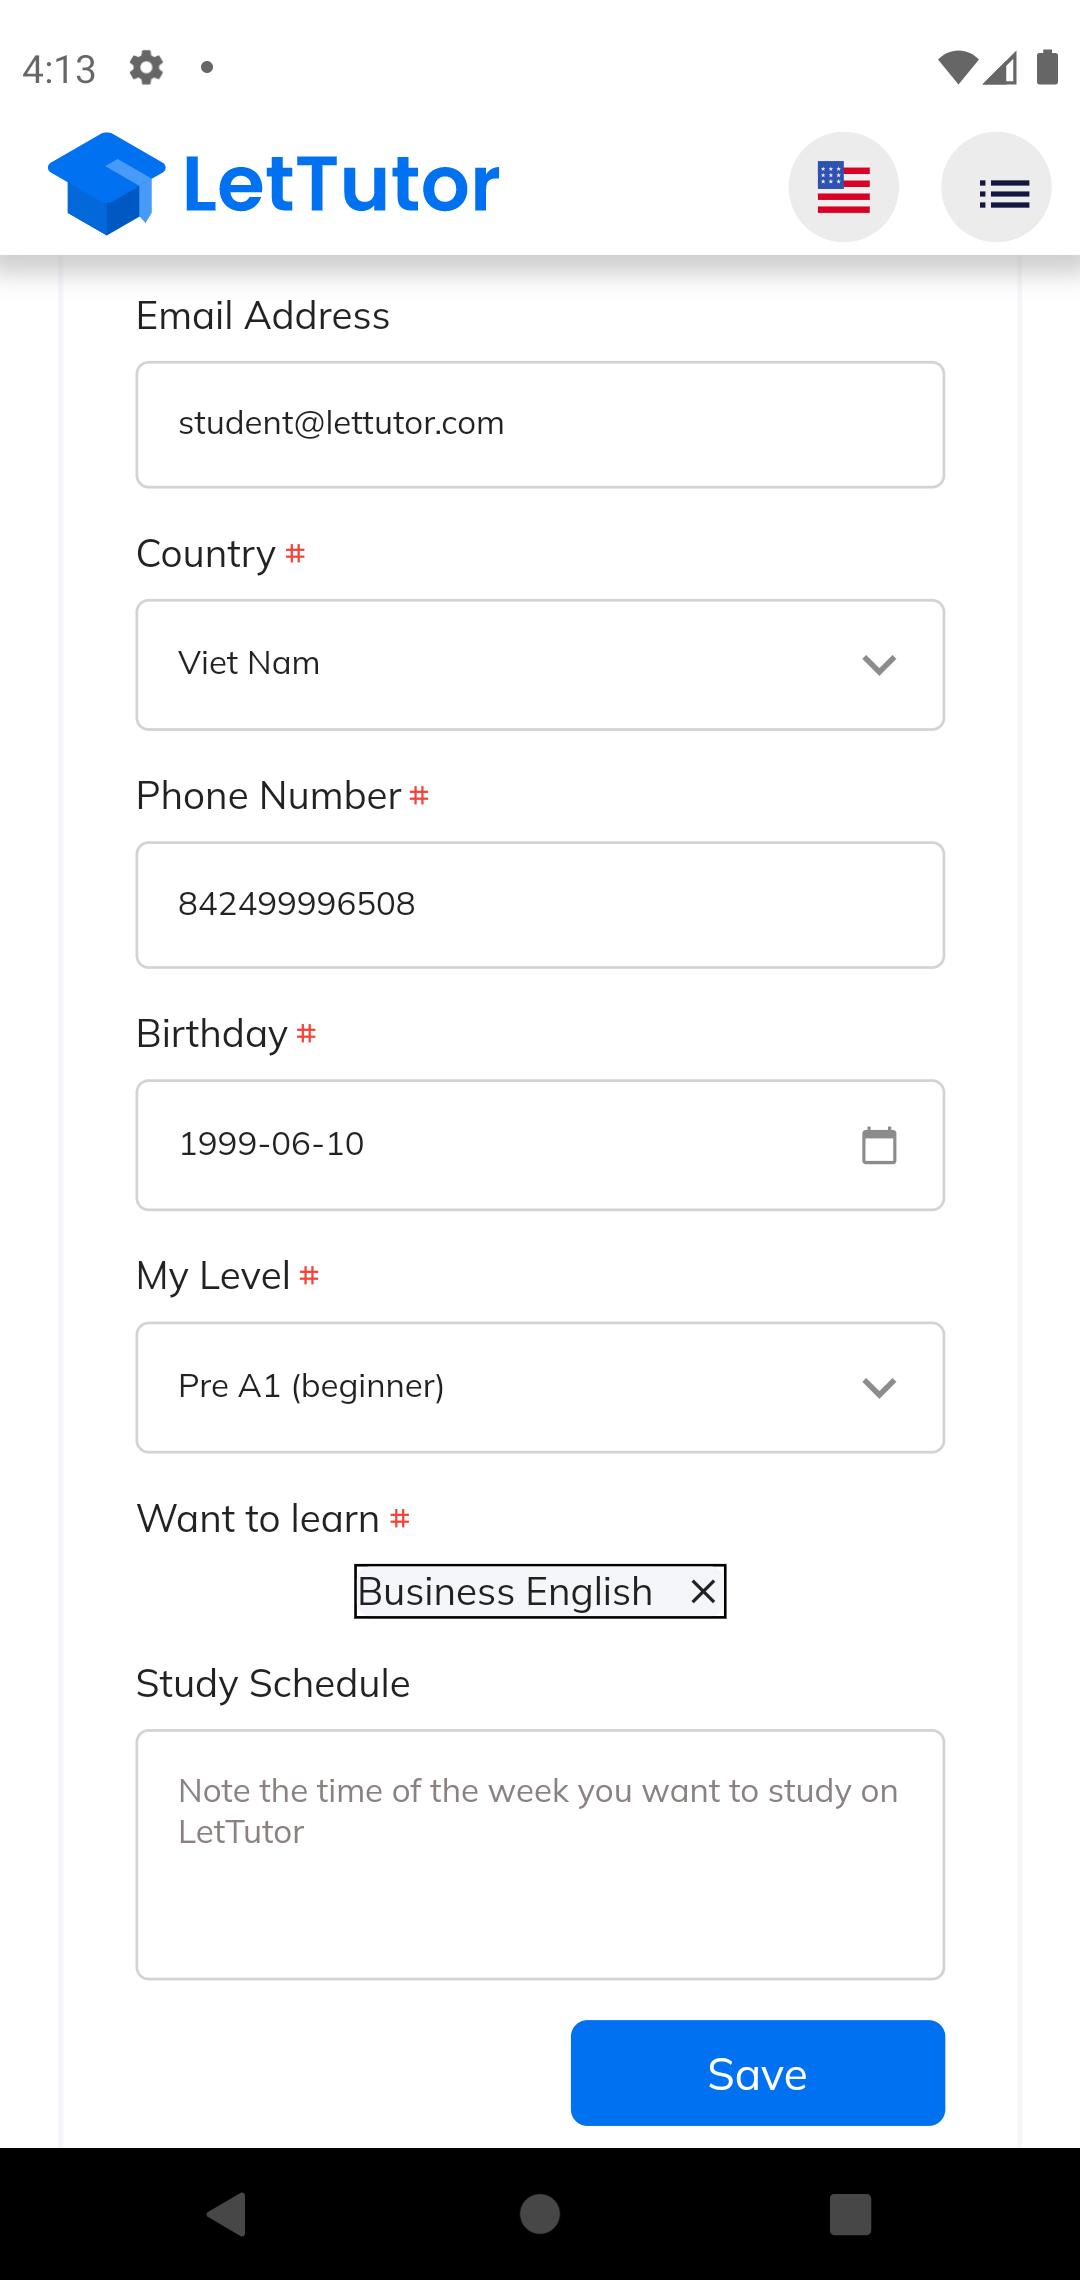 4:13
LetTutor
Email Address
student@lettutor.com
Country #
Viet Nam
Phone Number #
842499996508
Birthday #
1999-06-10
My Level #
Pre A1 (beginner)
Want to learn #
Business English
Study Schedule
Note the time of the week you want to study on
LetTutor
Save